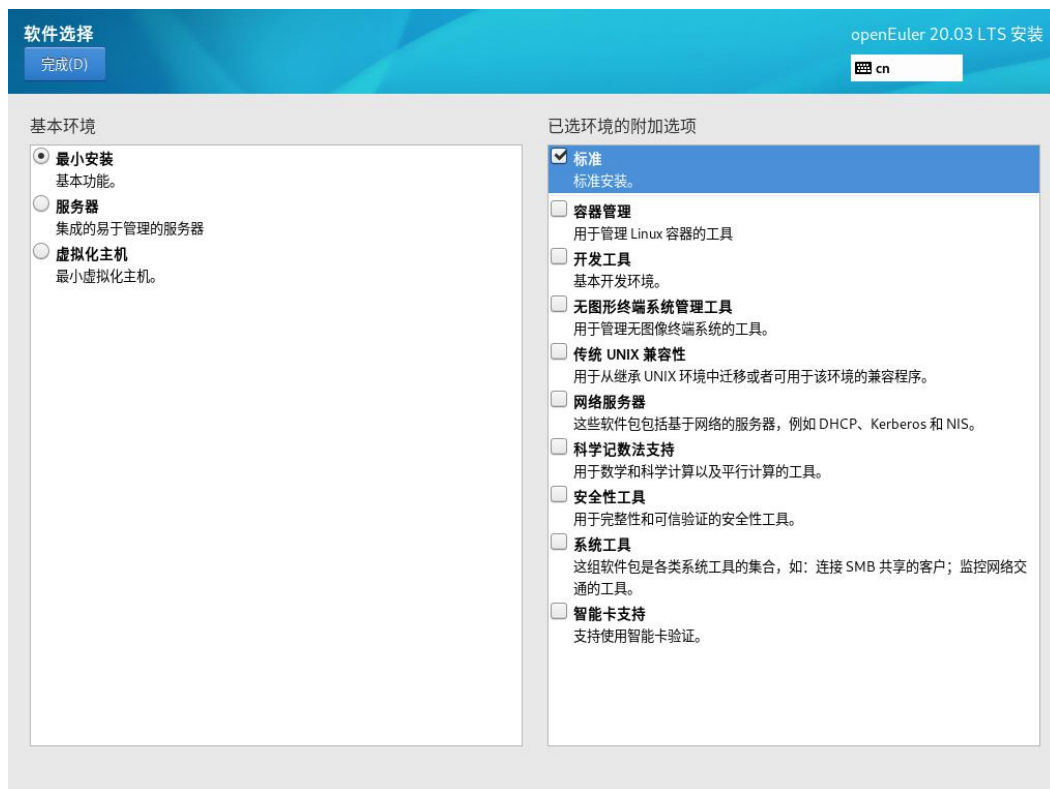 软件选择
完成(D)
openEuler 20.03 LTS 安装
cn
基本环境
最小安装
基本功能。
服务器
集成的易于管理的服务器
虚拟化主机
最小虚拟化主机。
已选环境的附加选项
标准
标准安装。
容器管理
用于管理 Linux 容器的工具
开发工具
基本开发环境。
无图形终端系统管理工具
用于管理无图像终端系统的工具。
传统 UNIX 兼容性
用于从继承 UNIX 环境中迁移或者可用于该环境的兼容程序。
网络服务器
这些软件包包括基于网络的服务器，例如 DHCP、Kerberos 和 NIS。
科学记数法支持
用于数学和科学计算以及平行计算的工具。
安全性工具
用于完整性和可信验证的安全性工具。
系统工具
这组软件包是各类系统工具的集合，如：连接 SMB 共享的客户；监控网络交
通的工具。
智能卡支持
支持使用智能卡验证。